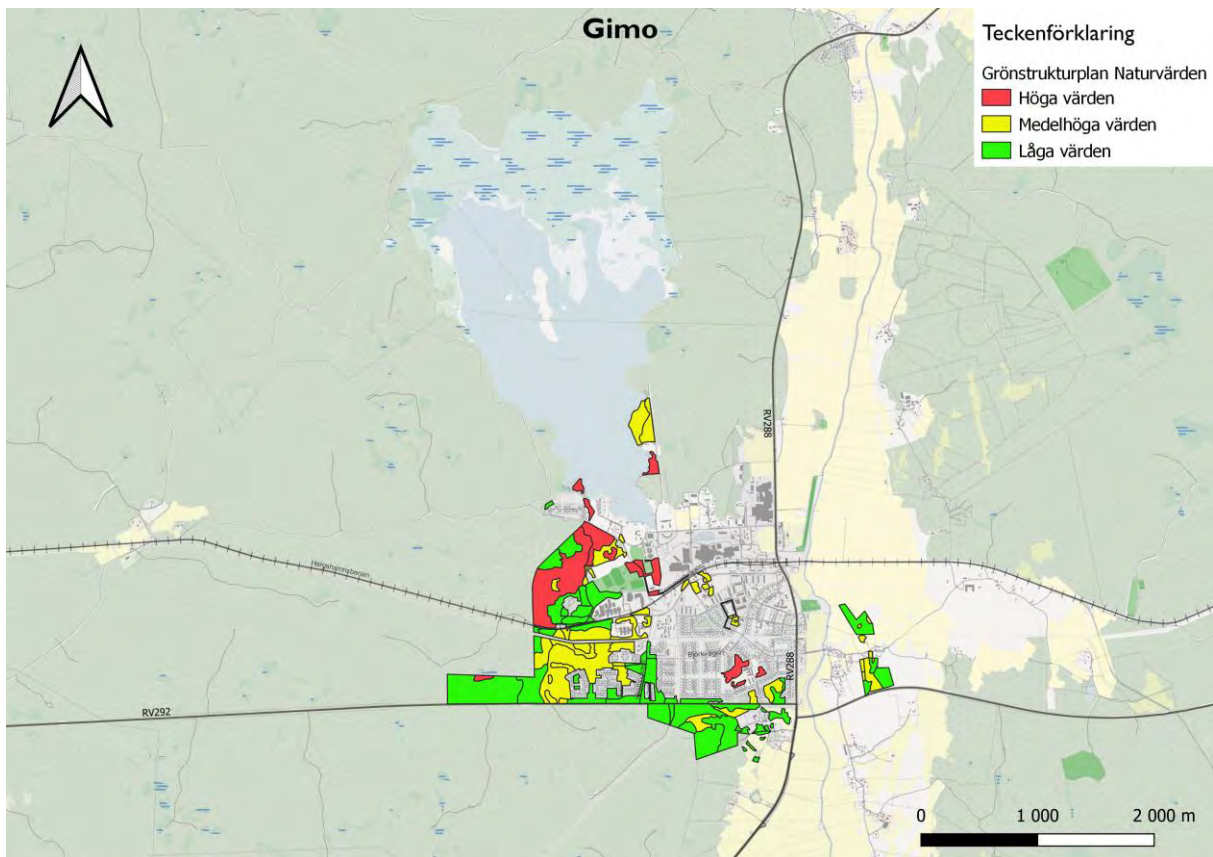 Gimo
Teckenförklaring
Grönstrukturplan Naturvärden
Höga värden
Medelhöga värden
Låga värden
RV288
Hargshamnsbanan
Björkvägen
RV288
RV292
0 1 000 2 000 m